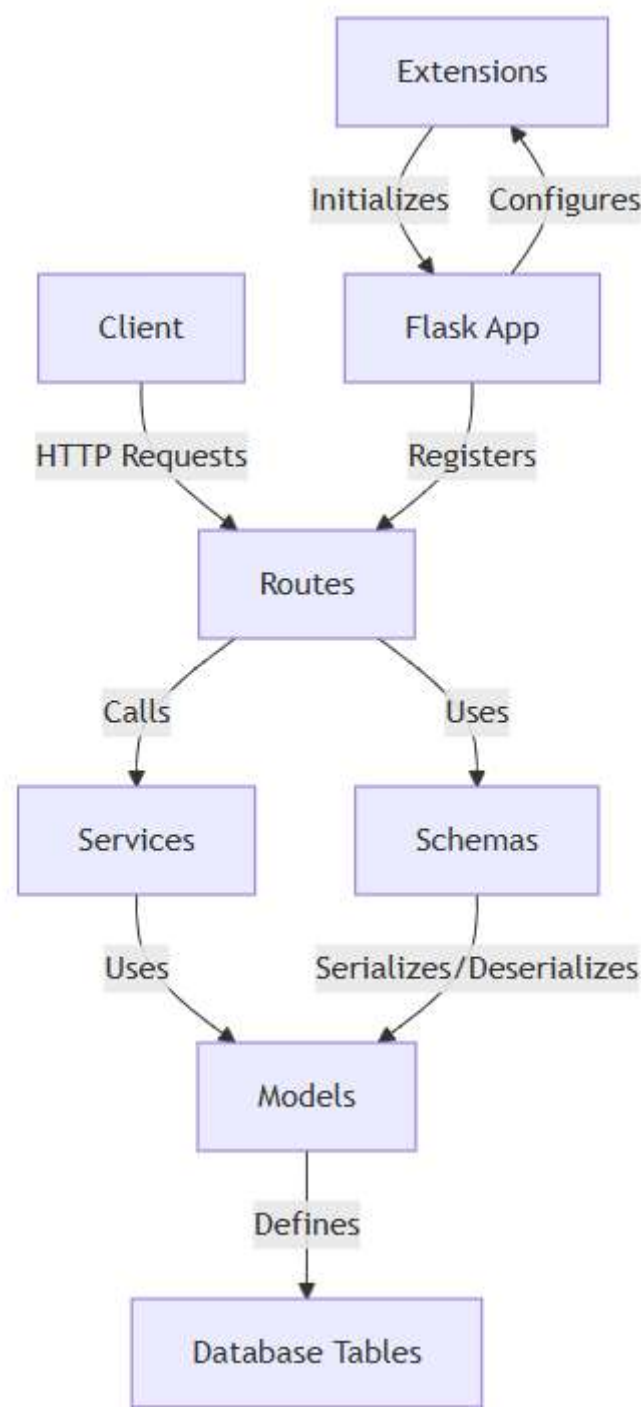 Extensions
Initializes
Configures
Client
Flask App
HTTP Requests
Registers
Routes
Calls
Uses
Services
Schemas
Uses
Serializes/Deserializes
Models
Defines
Database Tables